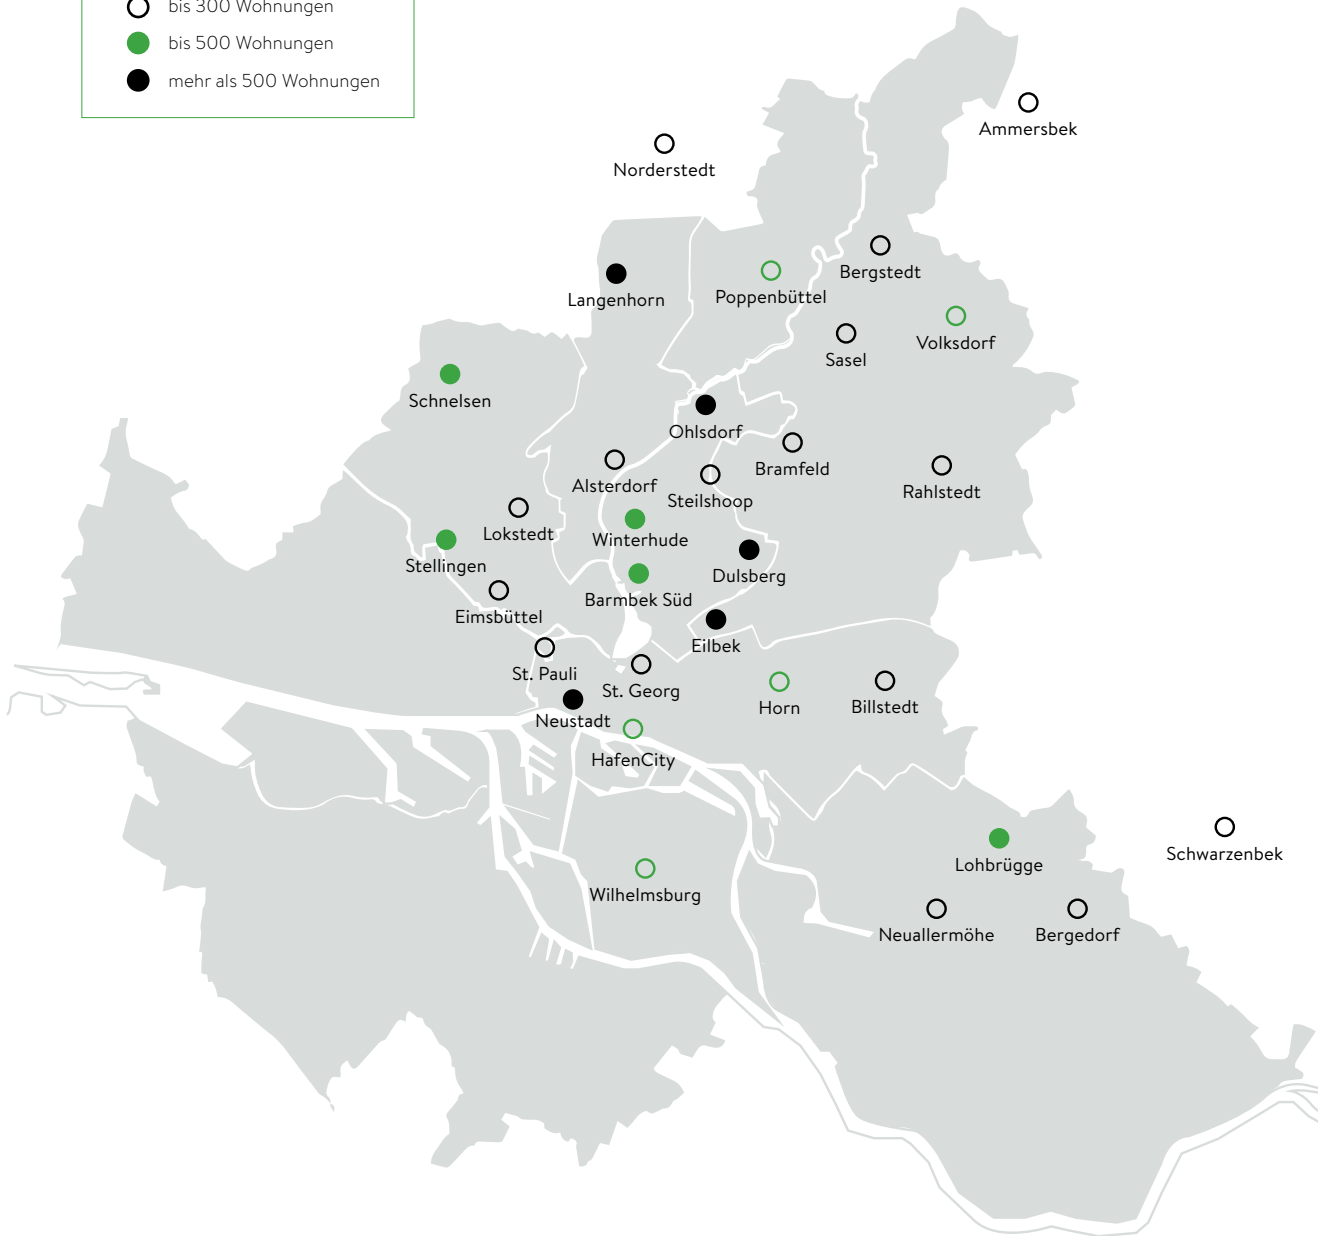 bis 300 Wohnungen
bis 500 Wohnungen
mehr als 500 Wohnungen
Ammersbek
Norderstedt
Bergstedt
Langenhorn
Poppenbüttel
Volksdorf
Sasel
Schnelsen
Ohlsdorf
Bramfeld
Alsterdorf
Rahlstedt
Steilshoop
Lokstedt
Winterhude
Stellingen
Dulsberg
Barmbek Süd
Eimsbüttel
Eilbek
St. Pauli
St. Georg
Horn
Billstedt
Neustadt
HafenCity
Schwarzenbek
Lohbrügge
Wilhelmsburg
Neuallermöhe
Bergedorf